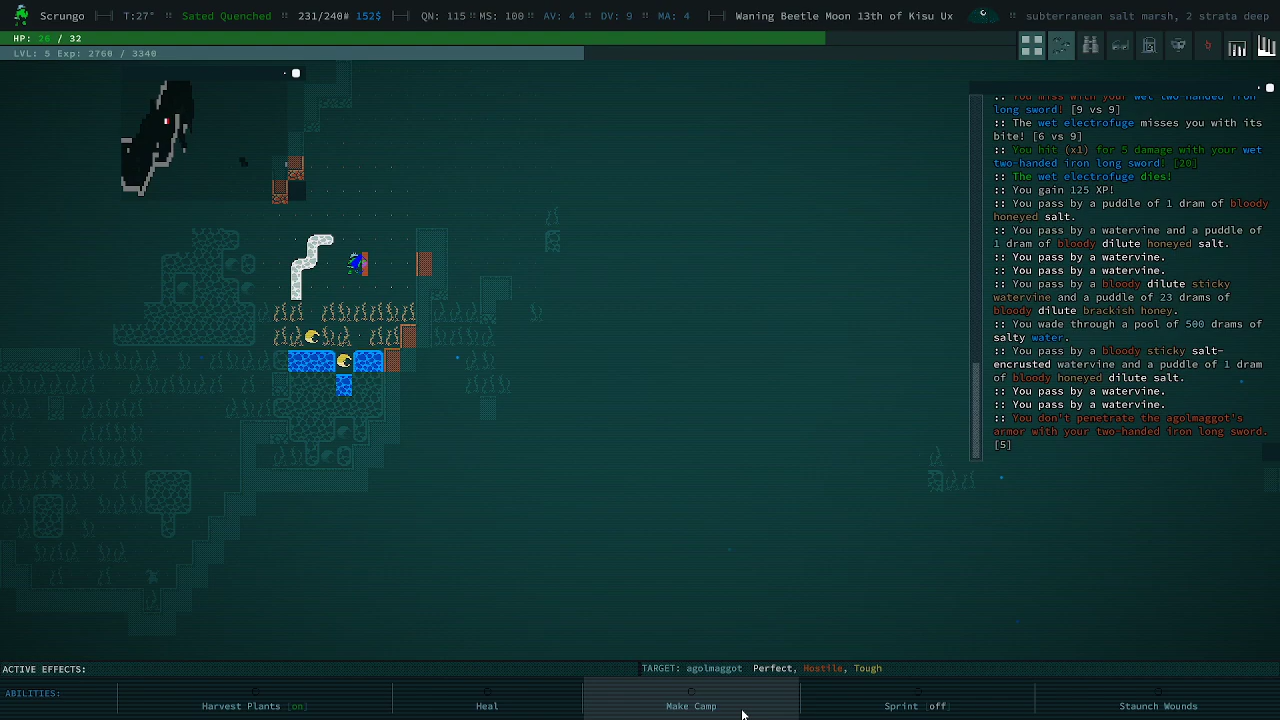 Scrungo T:27° Sated Quenched 231/240# 152$ QN: 115 MS: 100 AV: 4 DV: 9 MA: 4 Waning Beetle Moon 13th of Kisu Ux subterranean salt marsh, 2 strata deep
HP: 26 / 32
LVL: 5 Exp: 2760 / 3340
:: You miss with your wet two-handed iron
long sword! [9 vs 9]
:: The wet electrofuge misses you with its
bite! [6 vs 9]
:: You hit (x1) for 5 damage with your wet
two-handed iron long sword! [20]
:: The wet electrofuge dies!
:: You gain 125 XP!
:: You pass by a puddle of 1 dram of bloody
honeyed salt.
:: You pass by a watervine and a puddle of
1 dram of bloody dilute honeyed salt.
:: You pass by a watervine.
:: You pass by a watervine.
:: You pass by a bloody dilute sticky
watervine and a puddle of 23 drams of
bloody dilute brackish honey.
:: You wade through a pool of 500 drams of
salty water.
:: You pass by a bloody sticky salt-
encrusted watervine and a puddle of 1 dram
of bloody honeyed dilute salt.
:: You pass by a watervine.
:: You pass by a watervine.
:: You don't penetrate the agolmaggot's
armor with your two-handed iron long sword.
[5]
ACTIVE EFFECTS: TARGET: agolmaggot Perfect, Hostile, Tough
ABILITIES: Harvest Plants [on] Heal Make Camp Sprint [off] Staunch Wounds